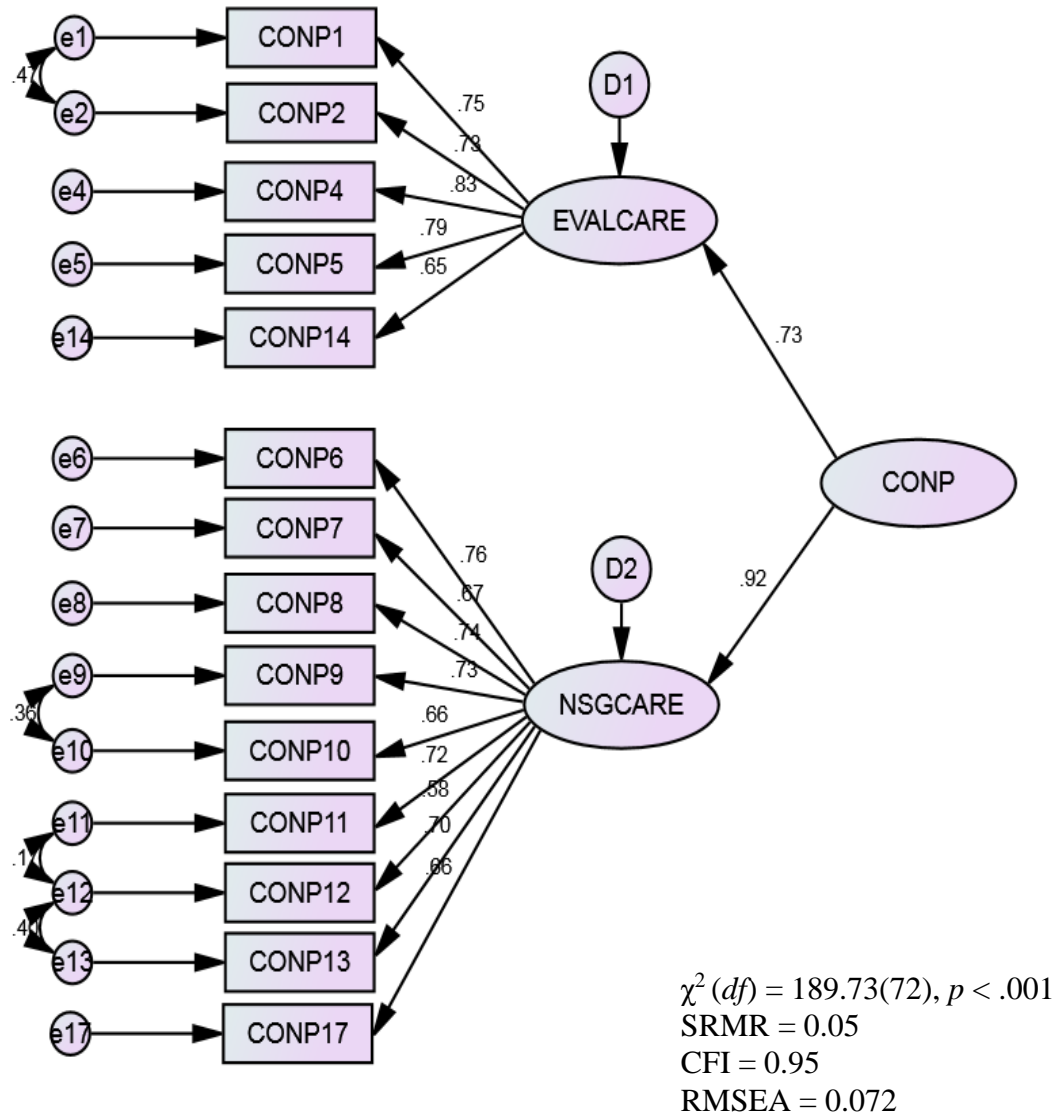 e1
CONP1
.47
e2
CONP2
e4
CONP4
e5
CONP5
e14
CONP14
.75
.73
.83
.79
.65
D1
EVALCARE
.73
CONP
.92
e6
CONP6
e7
CONP7
e8
CONP8
e9
CONP9
.36
e10
CONP10
e11
CONP11
e12
CONP12
e13
CONP13
e17
CONP17
.76
.67
.74
.73
.66
.72
.58
.70
.66
D2
NSGCARE
χ² (df) = 189.73(72), p < .001
SRMR = 0.05
CFI = 0.95
RMSEA = 0.072